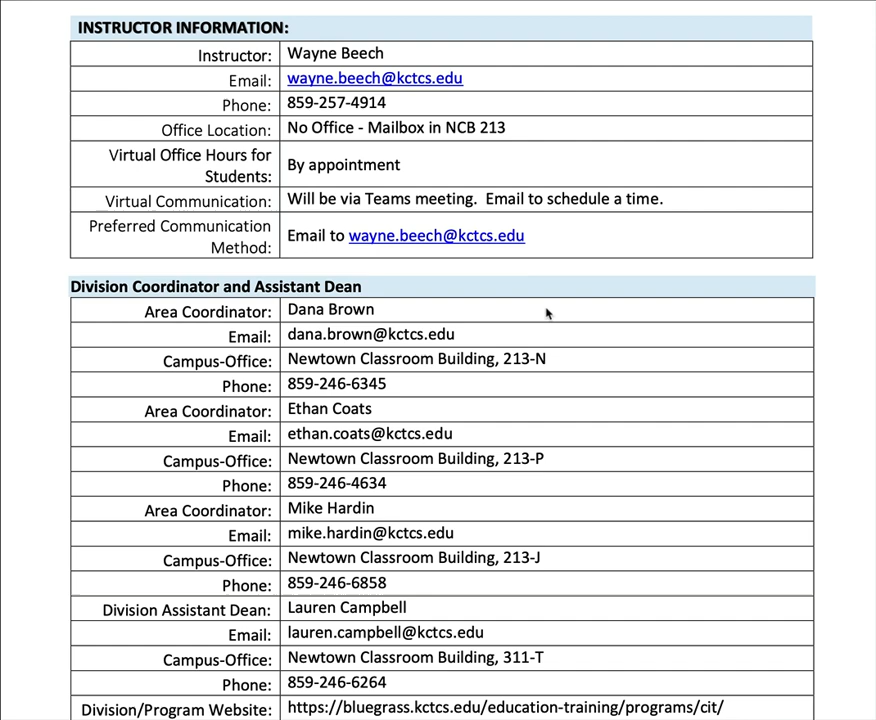 INSTRUCTOR INFORMATION:
Instructor: Wayne Beech
Email: wayne.beech@kctcs.edu
Phone: 859-257-4914
Office Location: No Office - Mailbox in NCB 213
Virtual Office Hours for
Students: By appointment
Virtual Communication: Will be via Teams meeting.  Email to schedule a time.
Preferred Communication
Method: Email to wayne.beech@kctcs.edu
Division Coordinator and Assistant Dean
Area Coordinator: Dana Brown
Email: dana.brown@kctcs.edu
Campus-Office: Newtown Classroom Building, 213-N
Phone: 859-246-6345
Area Coordinator: Ethan Coats
Email: ethan.coats@kctcs.edu
Campus-Office: Newtown Classroom Building, 213-P
Phone: 859-246-4634
Area Coordinator: Mike Hardin
Email: mike.hardin@kctcs.edu
Campus-Office: Newtown Classroom Building, 213-J
Phone: 859-246-6858
Division Assistant Dean: Lauren Campbell
Email: lauren.campbell@kctcs.edu
Campus-Office: Newtown Classroom Building, 311-T
Phone: 859-246-6264
Division/Program Website: https://bluegrass.kctcs.edu/education-training/programs/cit/